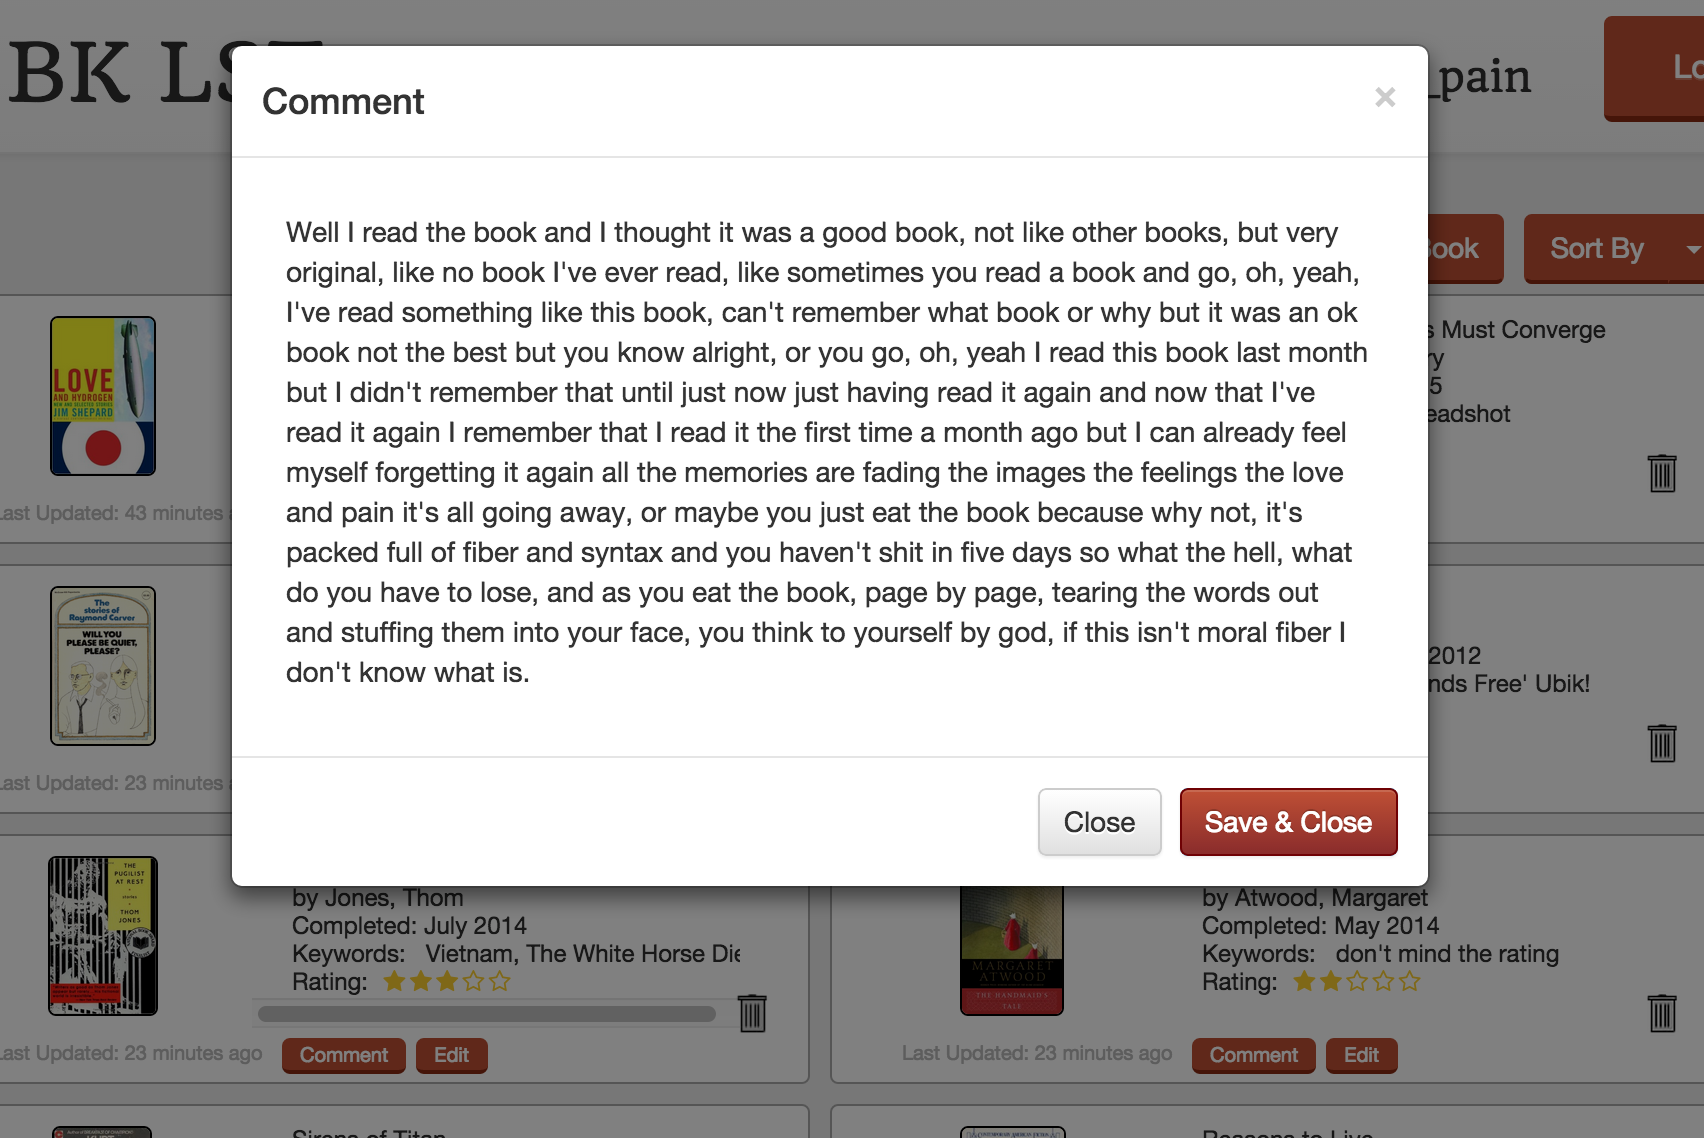 BK LST
_pain
Comment
×
Well I read the book and I thought it was a good book, not like other books, but very
original, like no book I've ever read, like sometimes you read a book and go, oh, yeah,
I've read something like this book, can't remember what book or why but it was an ok
book not the best but you know alright, or you go, oh, yeah I read this book last month
but I didn't remember that until just now just having read it again and now that I've
read it again I remember that I read it the first time a month ago but I can already feel
myself forgetting it again all the memories are fading the images the feelings the love
and pain it's all going away, or maybe you just eat the book because why not, it's
packed full of fiber and syntax and you haven't shit in five days so what the hell, what
do you have to lose, and as you eat the book, page by page, tearing the words out
and stuffing them into your face, you think to yourself by god, if this isn't moral fiber I
don't know what is.
Close
Save & Close
Book
Sort By
LOVE
AND HYDROGEN
NEW AND SELECTED STORIES
JIM SHEPARD
Last Updated: 43 minutes
s Must Converge
ry
5
eadshot
The
stories of
Raymond Carver
WILL YOU
PLEASE BE QUIET,
PLEASE?
Last Updated: 23 minutes
2012
nds Free' Ubik!
THE
PUGILIST
AT REST
stories
THOM
JONES
by Jones, Thom
Completed: July 2014
Keywords: Vietnam, The White Horse Die
Rating:
Last Updated: 23 minutes ago
Comment
Edit
MARGARET
ATWOOD
THE HANDMAID'S
TALE
by Atwood, Margaret
Completed: May 2014
Keywords: don't mind the rating
Rating:
Last Updated: 23 minutes ago
Comment
Edit
Sirens of Titan
Reasons to Live